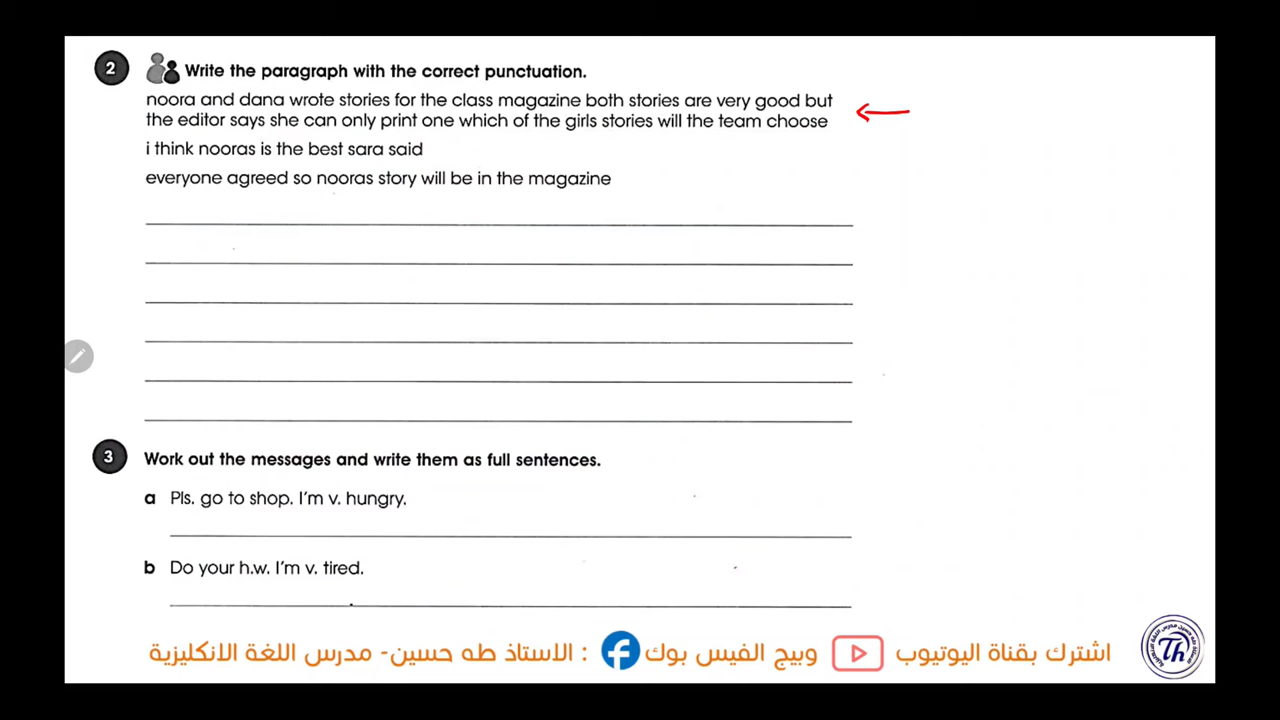 2 Write the paragraph with the correct punctuation.
noora and dana wrote stories for the class magazine both stories are very good but
the editor says she can only print one which of the girls stories will the team choose
i think nooras is the best sara said
everyone agreed so nooras story will be in the magazine
3 Work out the messages and write them as full sentences.
a Pls. go to shop. I'm v. hungry.
b Do your h.w. I'm v. tired.
اشترك بقناة اليوتيوب وبيج الفيس بوك : الاستاذ طه حسين- مدرس اللغة الانكليزية
Th